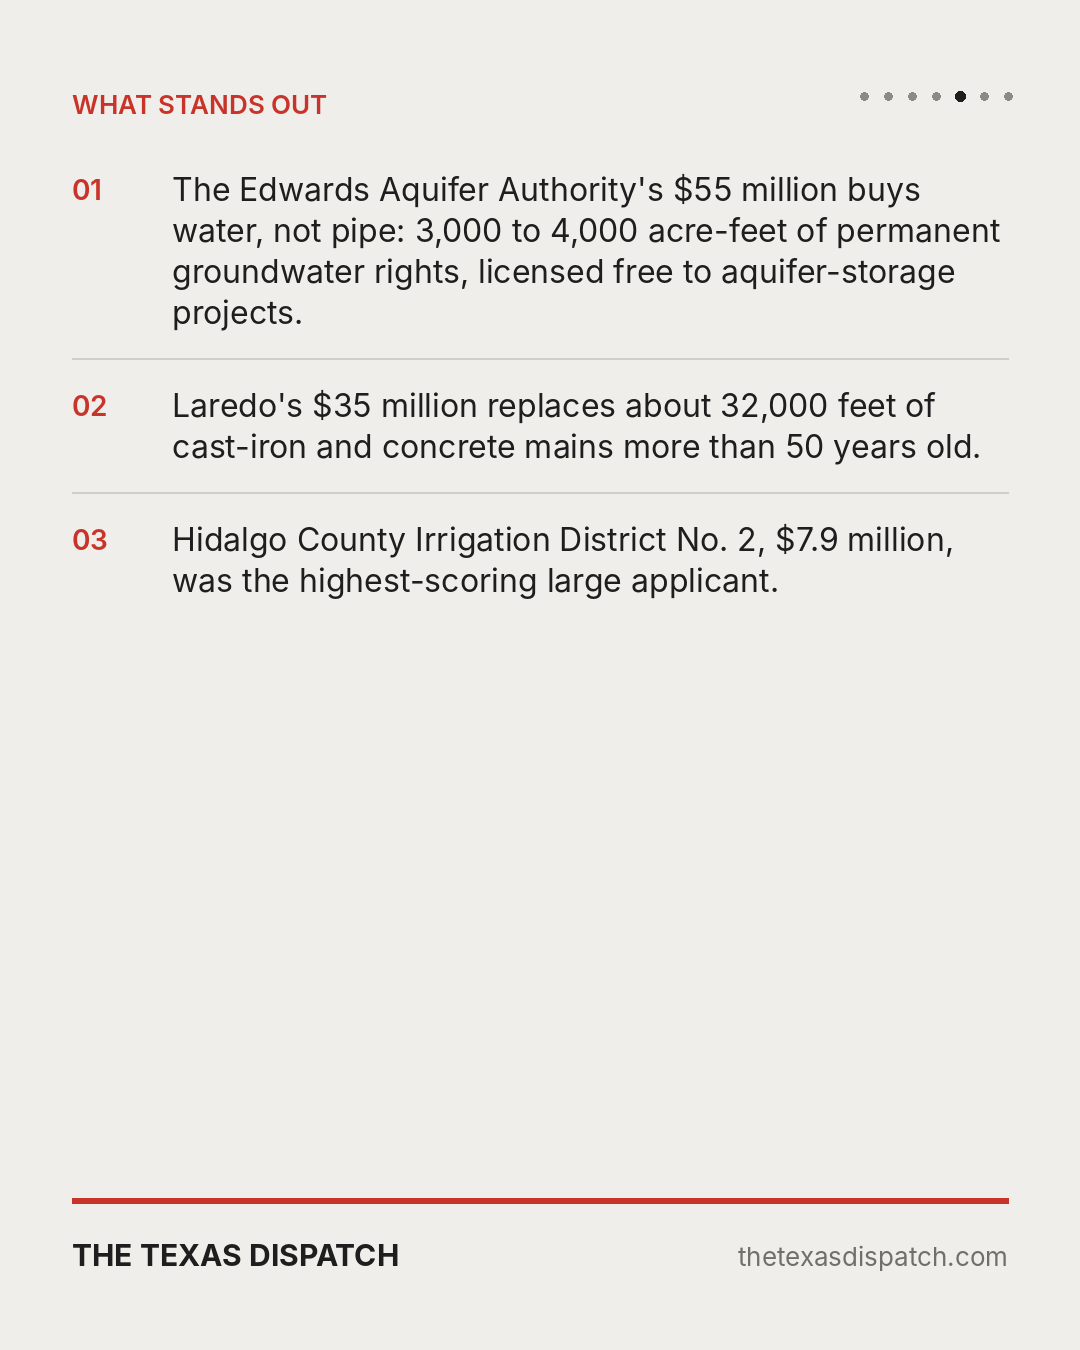 WHAT STANDS OUT
01
The Edwards Aquifer Authority's $55 million buys
water, not pipe: 3,000 to 4,000 acre-feet of permanent
groundwater rights, licensed free to aquifer-storage
projects.
02
Laredo's $35 million replaces about 32,000 feet of
cast-iron and concrete mains more than 50 years old.
03
Hidalgo County Irrigation District No. 2, $7.9 million,
was the highest-scoring large applicant.
THE TEXAS DISPATCH
thetexasdispatch.com